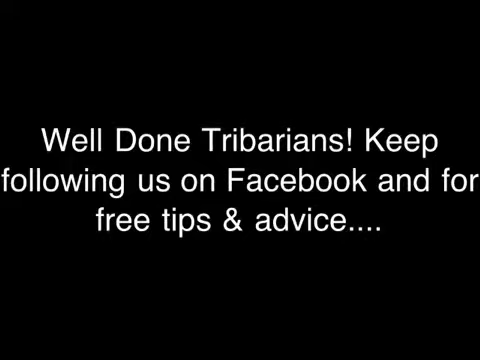 Well Done Tribarians! Keep
following us on Facebook and for
free tips & advice....